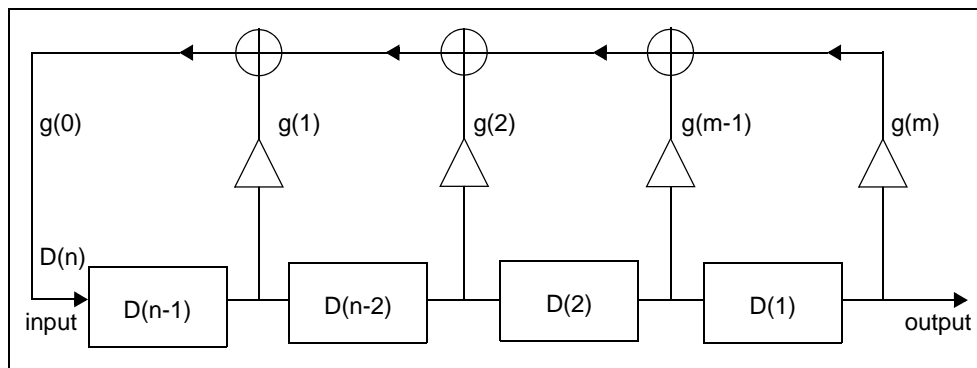 g(0) g(1) g(2) g(m-1) g(m)
D(n)
D(n-1) D(n-2) D(2) D(1)
input output